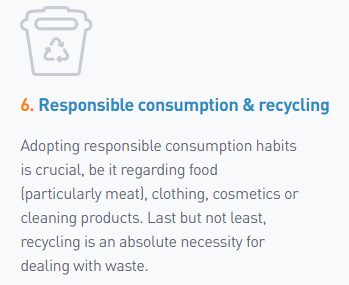 6. Responsible consumption & recycling
Adopting responsible consumption habits
is crucial, be it regarding food
(particularly meat), clothing, cosmetics or
cleaning products. Last but not least,
recycling is an absolute necessity for
dealing with waste.